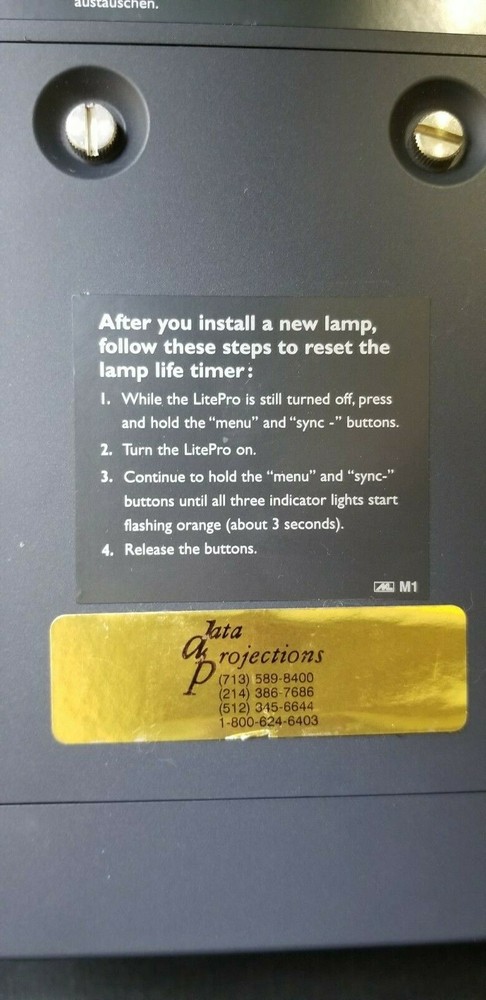 austauschen.
After you install a new lamp,
follow these steps to reset the
lamp life timer:
1. While the LitePro is still turned off, press
and hold the “menu” and “sync -” buttons.
2. Turn the LitePro on.
3. Continue to hold the “menu” and “sync-”
buttons until all three indicator lights start
flashing orange (about 3 seconds).
4. Release the buttons.
M1
data
projections
(713) 589-8400
(214) 386-7686
(512) 345-6644
1-800-624-6403